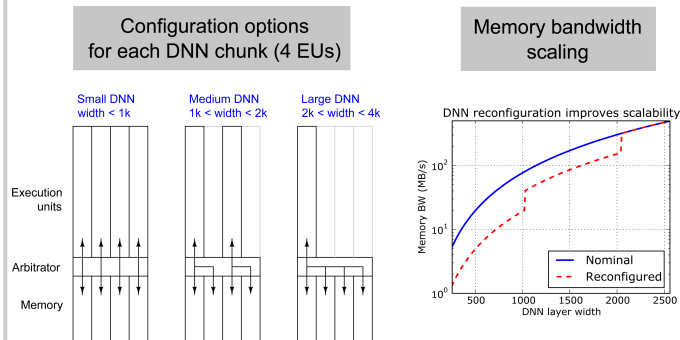 Configuration options
for each DNN chunk (4 EUs)
Memory bandwidth
scaling
Small DNN
width < 1k
Medium DNN
1k < width < 2k
Large DNN
2k < width < 4k
Execution
units
Arbitrator
Memory
DNN reconfiguration improves scalability
Memory BW (MB/s)
10²
10¹
10⁰
Nominal
Reconfigured
500
1000
1500
2000
2500
DNN layer width